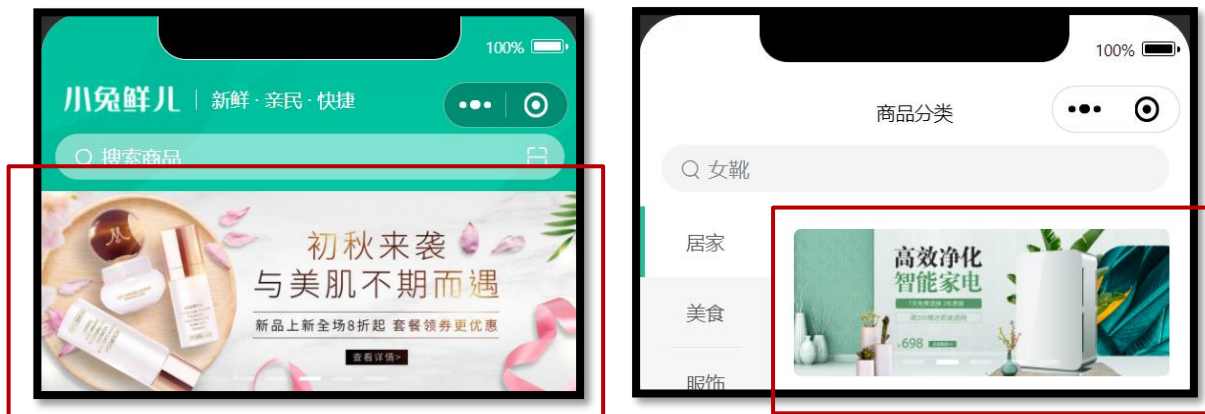 100%
小兔鲜儿 | 新鲜·亲民·快捷
搜索商品
初秋来袭
与美肌不期而遇
新品上新全场8折起 套餐领券更优惠
查看详情>
100%
商品分类
女靴
居家
美食
服饰
高效净化
智能家电
698